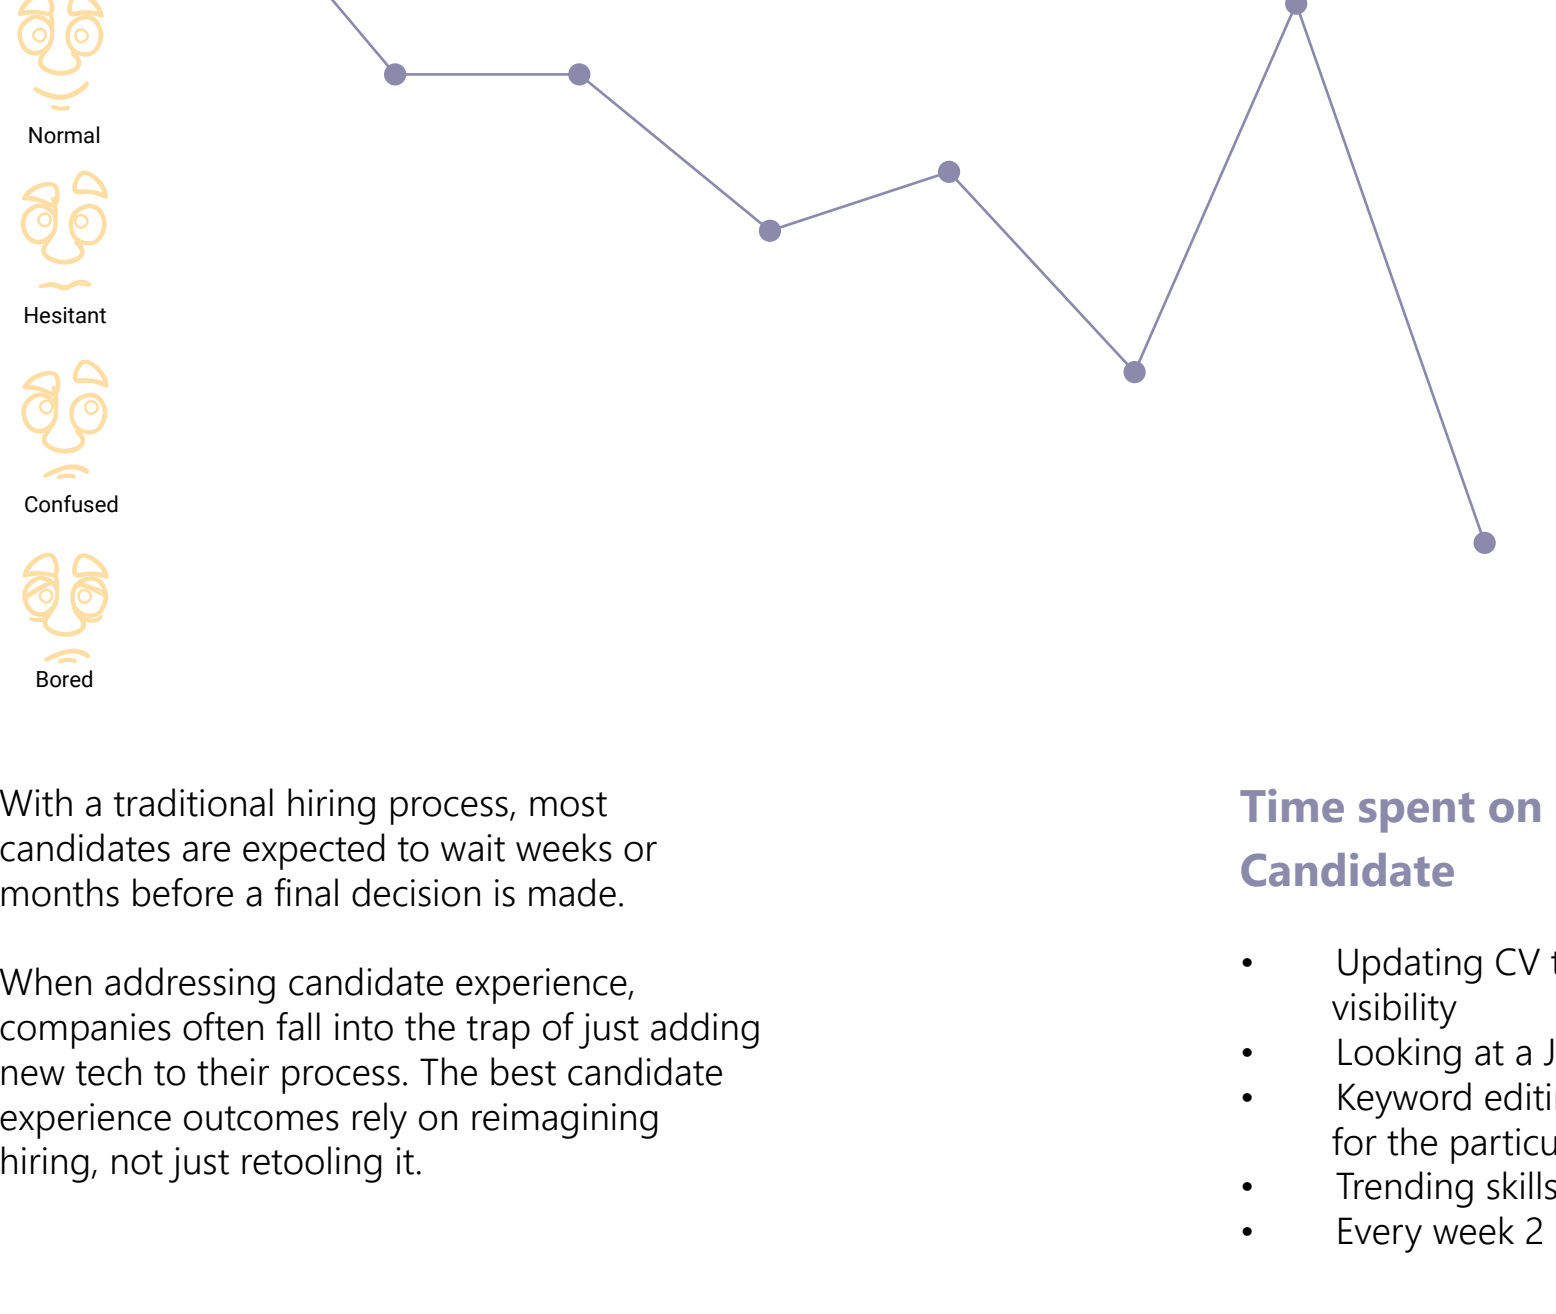 Normal
Hesitant
Confused
Bored
With a traditional hiring process, most
candidates are expected to wait weeks or
months before a final decision is made.
When addressing candidate experience,
companies often fall into the trap of just adding
new tech to their process. The best candidate
experience outcomes rely on reimagining
hiring, not just retooling it.
Time spent on
Candidate
• Updating CV
visibility
• Looking at a
• Keyword
for the
• Trending skills
• Every week 2